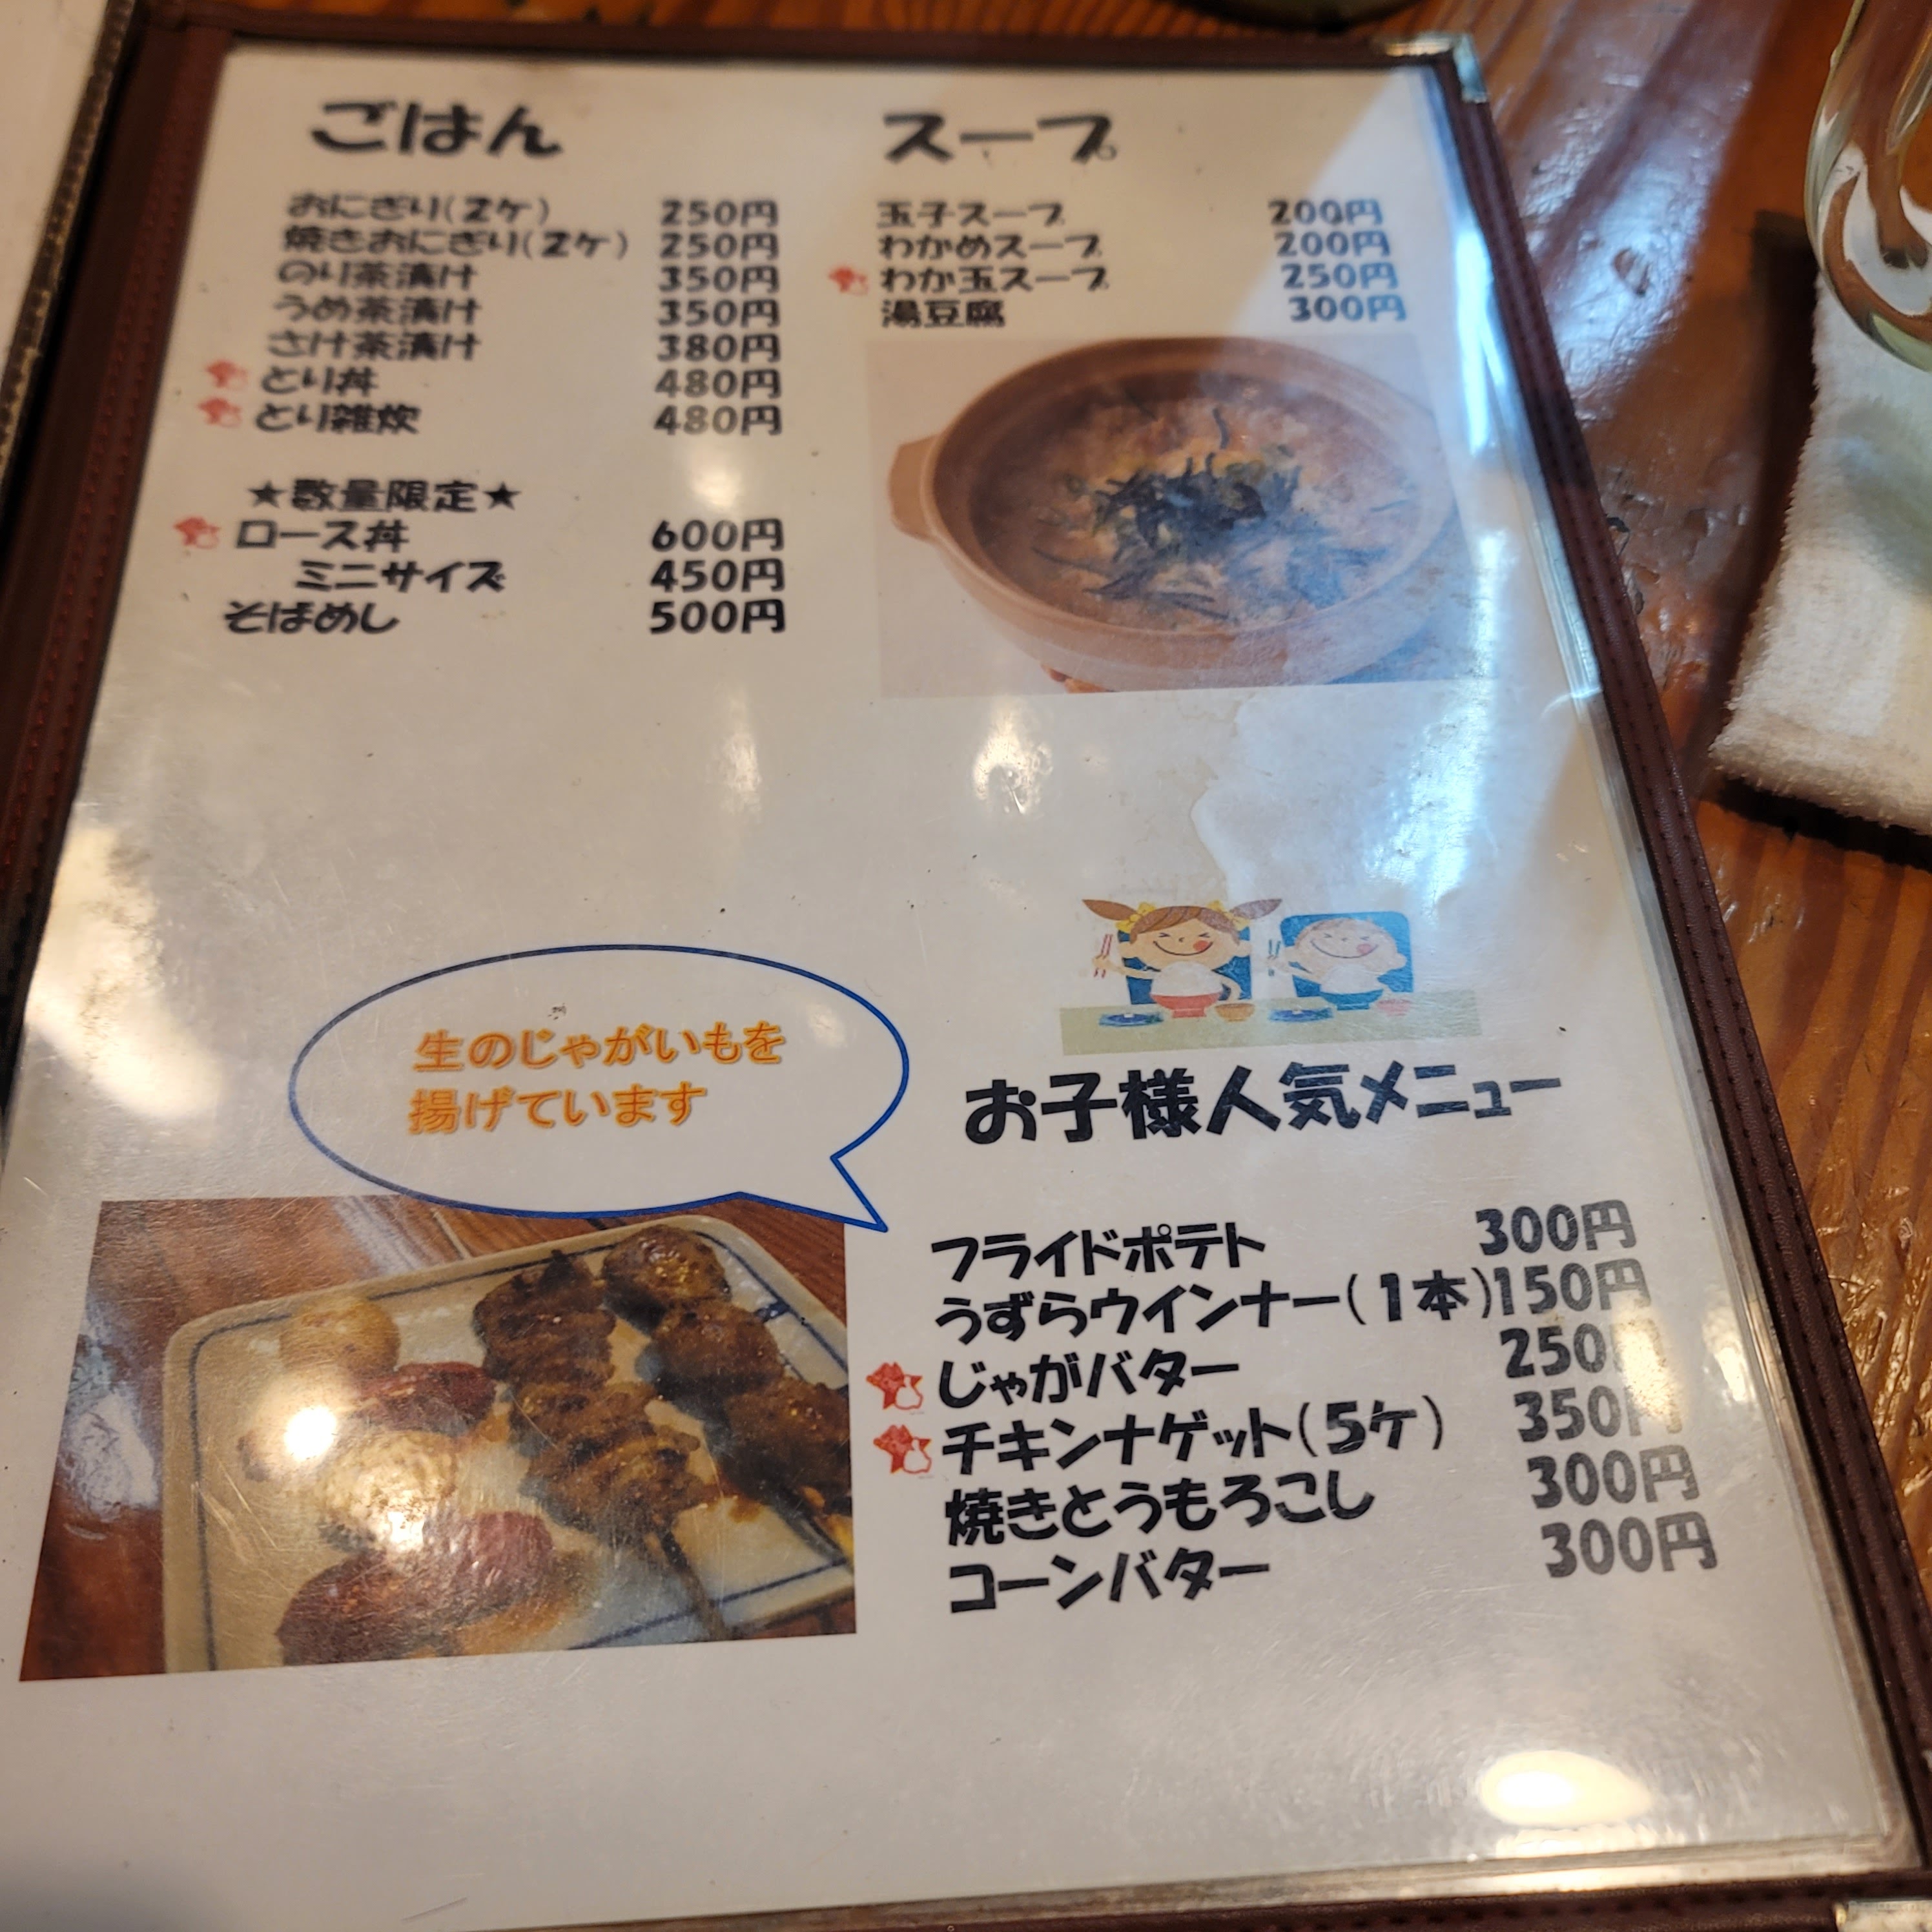 ごはん
おにぎり(2ケ) 250円
焼きおにぎり(2ケ) 250円
のり茶漬け 350円
うめ茶漬け 350円
さけ茶漬け 380円
とり丼 480円
とり雑炊 480円
★数量限定★
ロース丼 600円
ミニサイズ 450円
そばめし 500円
スープ
玉子スープ 200円
わかめスープ 200円
わか玉スープ 250円
湯豆腐 300円
生のじゃがいもを
揚げています
お子様人気メニュー
フライドポテト 300円
うずらウインナー(1本)150円
じゃがバター 250円
チキンナゲット(5ケ) 350円
焼きとうもろこし 300円
コーンバター 300円